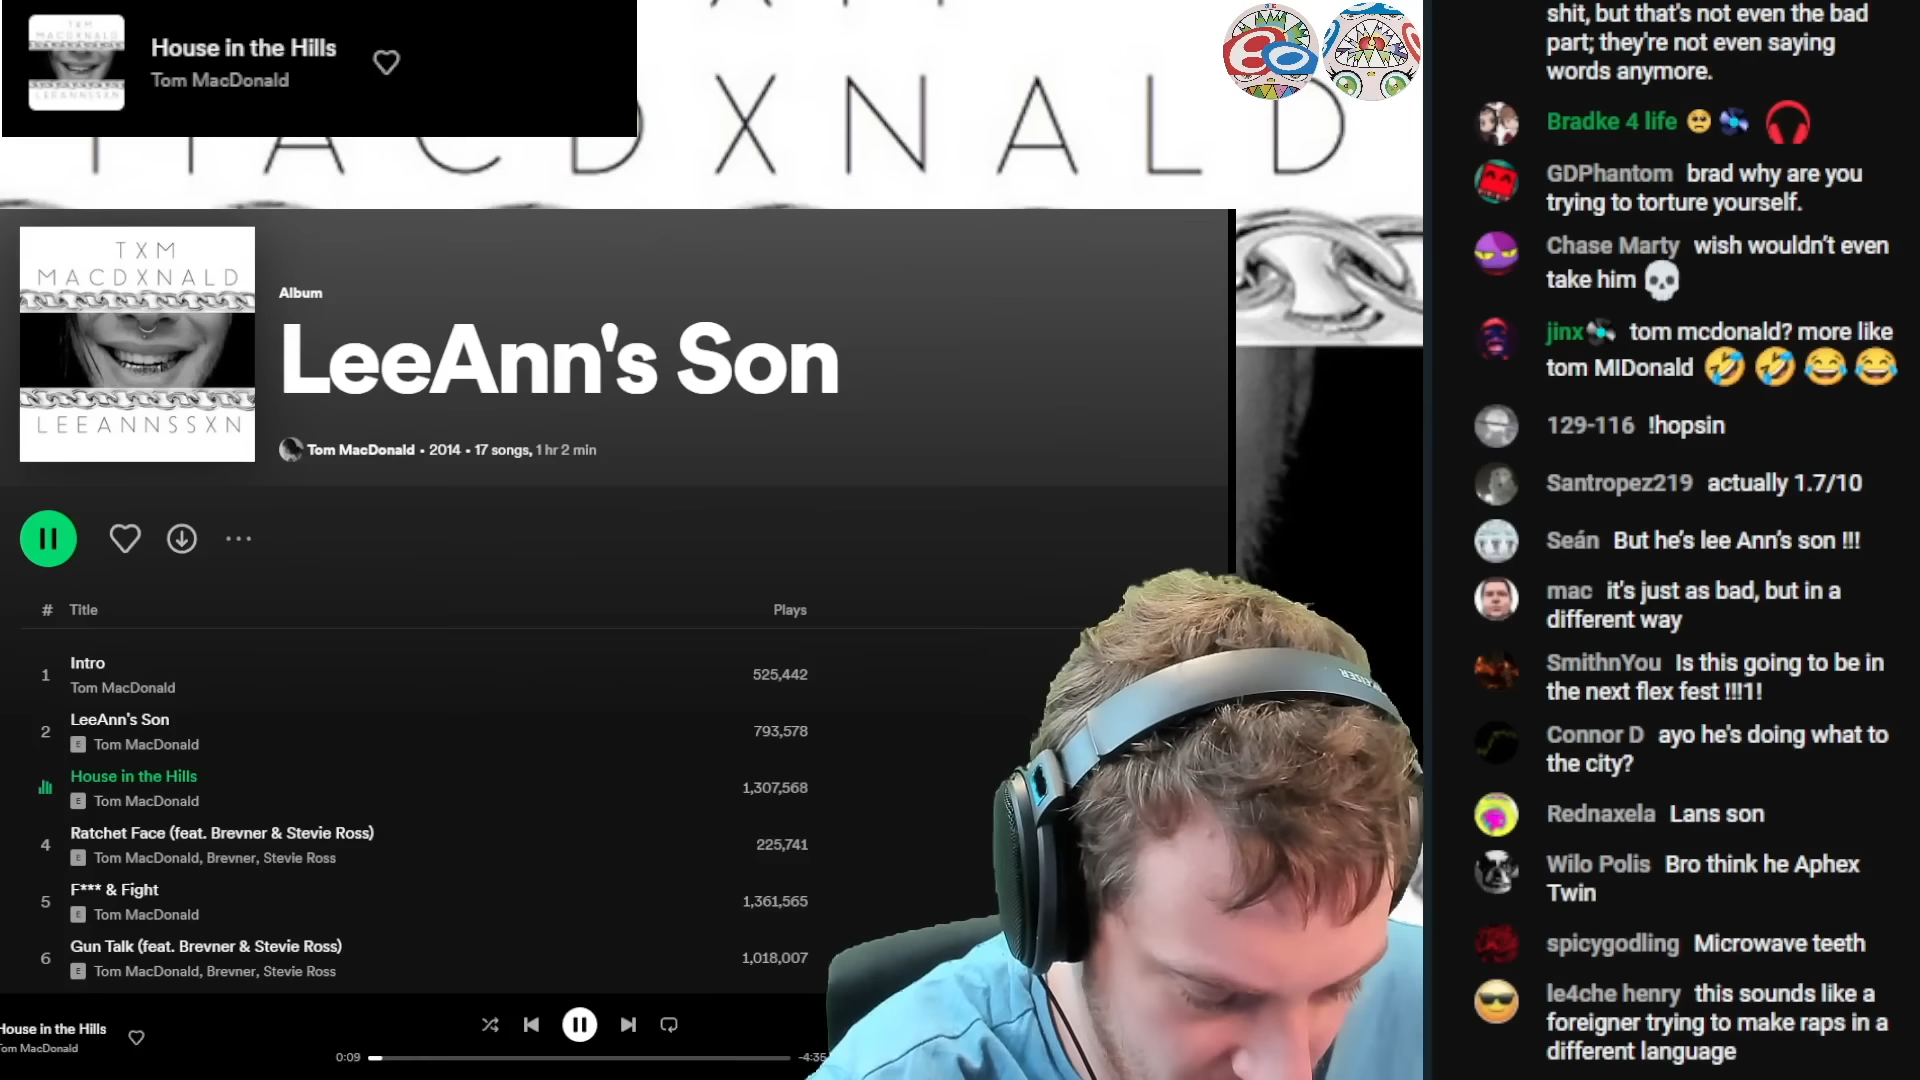 House in the Hills
Tom MacDonald
MACDXNALD
TXM
MACDXNALD
LEEANNSSXN
Album
LeeAnn's Son
Tom MacDonald • 2014 • 17 songs, 1 hr 2 min
# Title Plays
1 Intro 525,442
Tom MacDonald
2 LeeAnn's Son 793,578
E Tom MacDonald
House in the Hills 1,307,568
E Tom MacDonald
4 Ratchet Face (feat. Brevner & Stevie Ross) 225,741
E Tom MacDonald, Brevner, Stevie Ross
5 F*** & Fight 1,361,565
E Tom MacDonald
6 Gun Talk (feat. Brevner & Stevie Ross) 1,018,007
E Tom MacDonald, Brevner, Stevie Ross
House in the Hills
Tom MacDonald
0:09 -4:35
shit, but that's not even the bad
part; they're not even saying
words anymore.
Bradke 4 life
GDPhantom brad why are you
trying to torture yourself.
Chase Marty wish wouldn't even
take him
jinx tom mcdonald? more like
tom MIDonald
129-116 !hopsin
Santropez219 actually 1.7/10
Seán But he's lee Ann's son !!!
mac it's just as bad, but in a
different way
SmithnYou Is this going to be in
the next flex fest !!!1!
Connor D ayo he's doing what to
the city?
Rednaxela Lans son
Wilo Polis Bro think he Aphex
Twin
spicygodling Microwave teeth
le4che henry this sounds like a
foreigner trying to make raps in a
different language